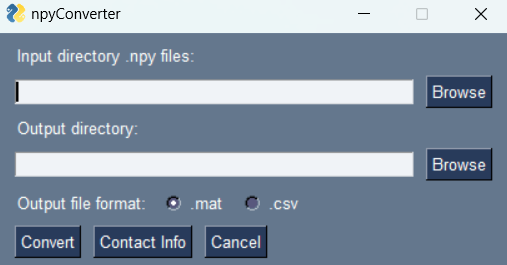 npyConverter
Input directory .npy files:
Browse
Output directory:
Browse
Output file format: .mat .csv
Convert Contact Info Cancel